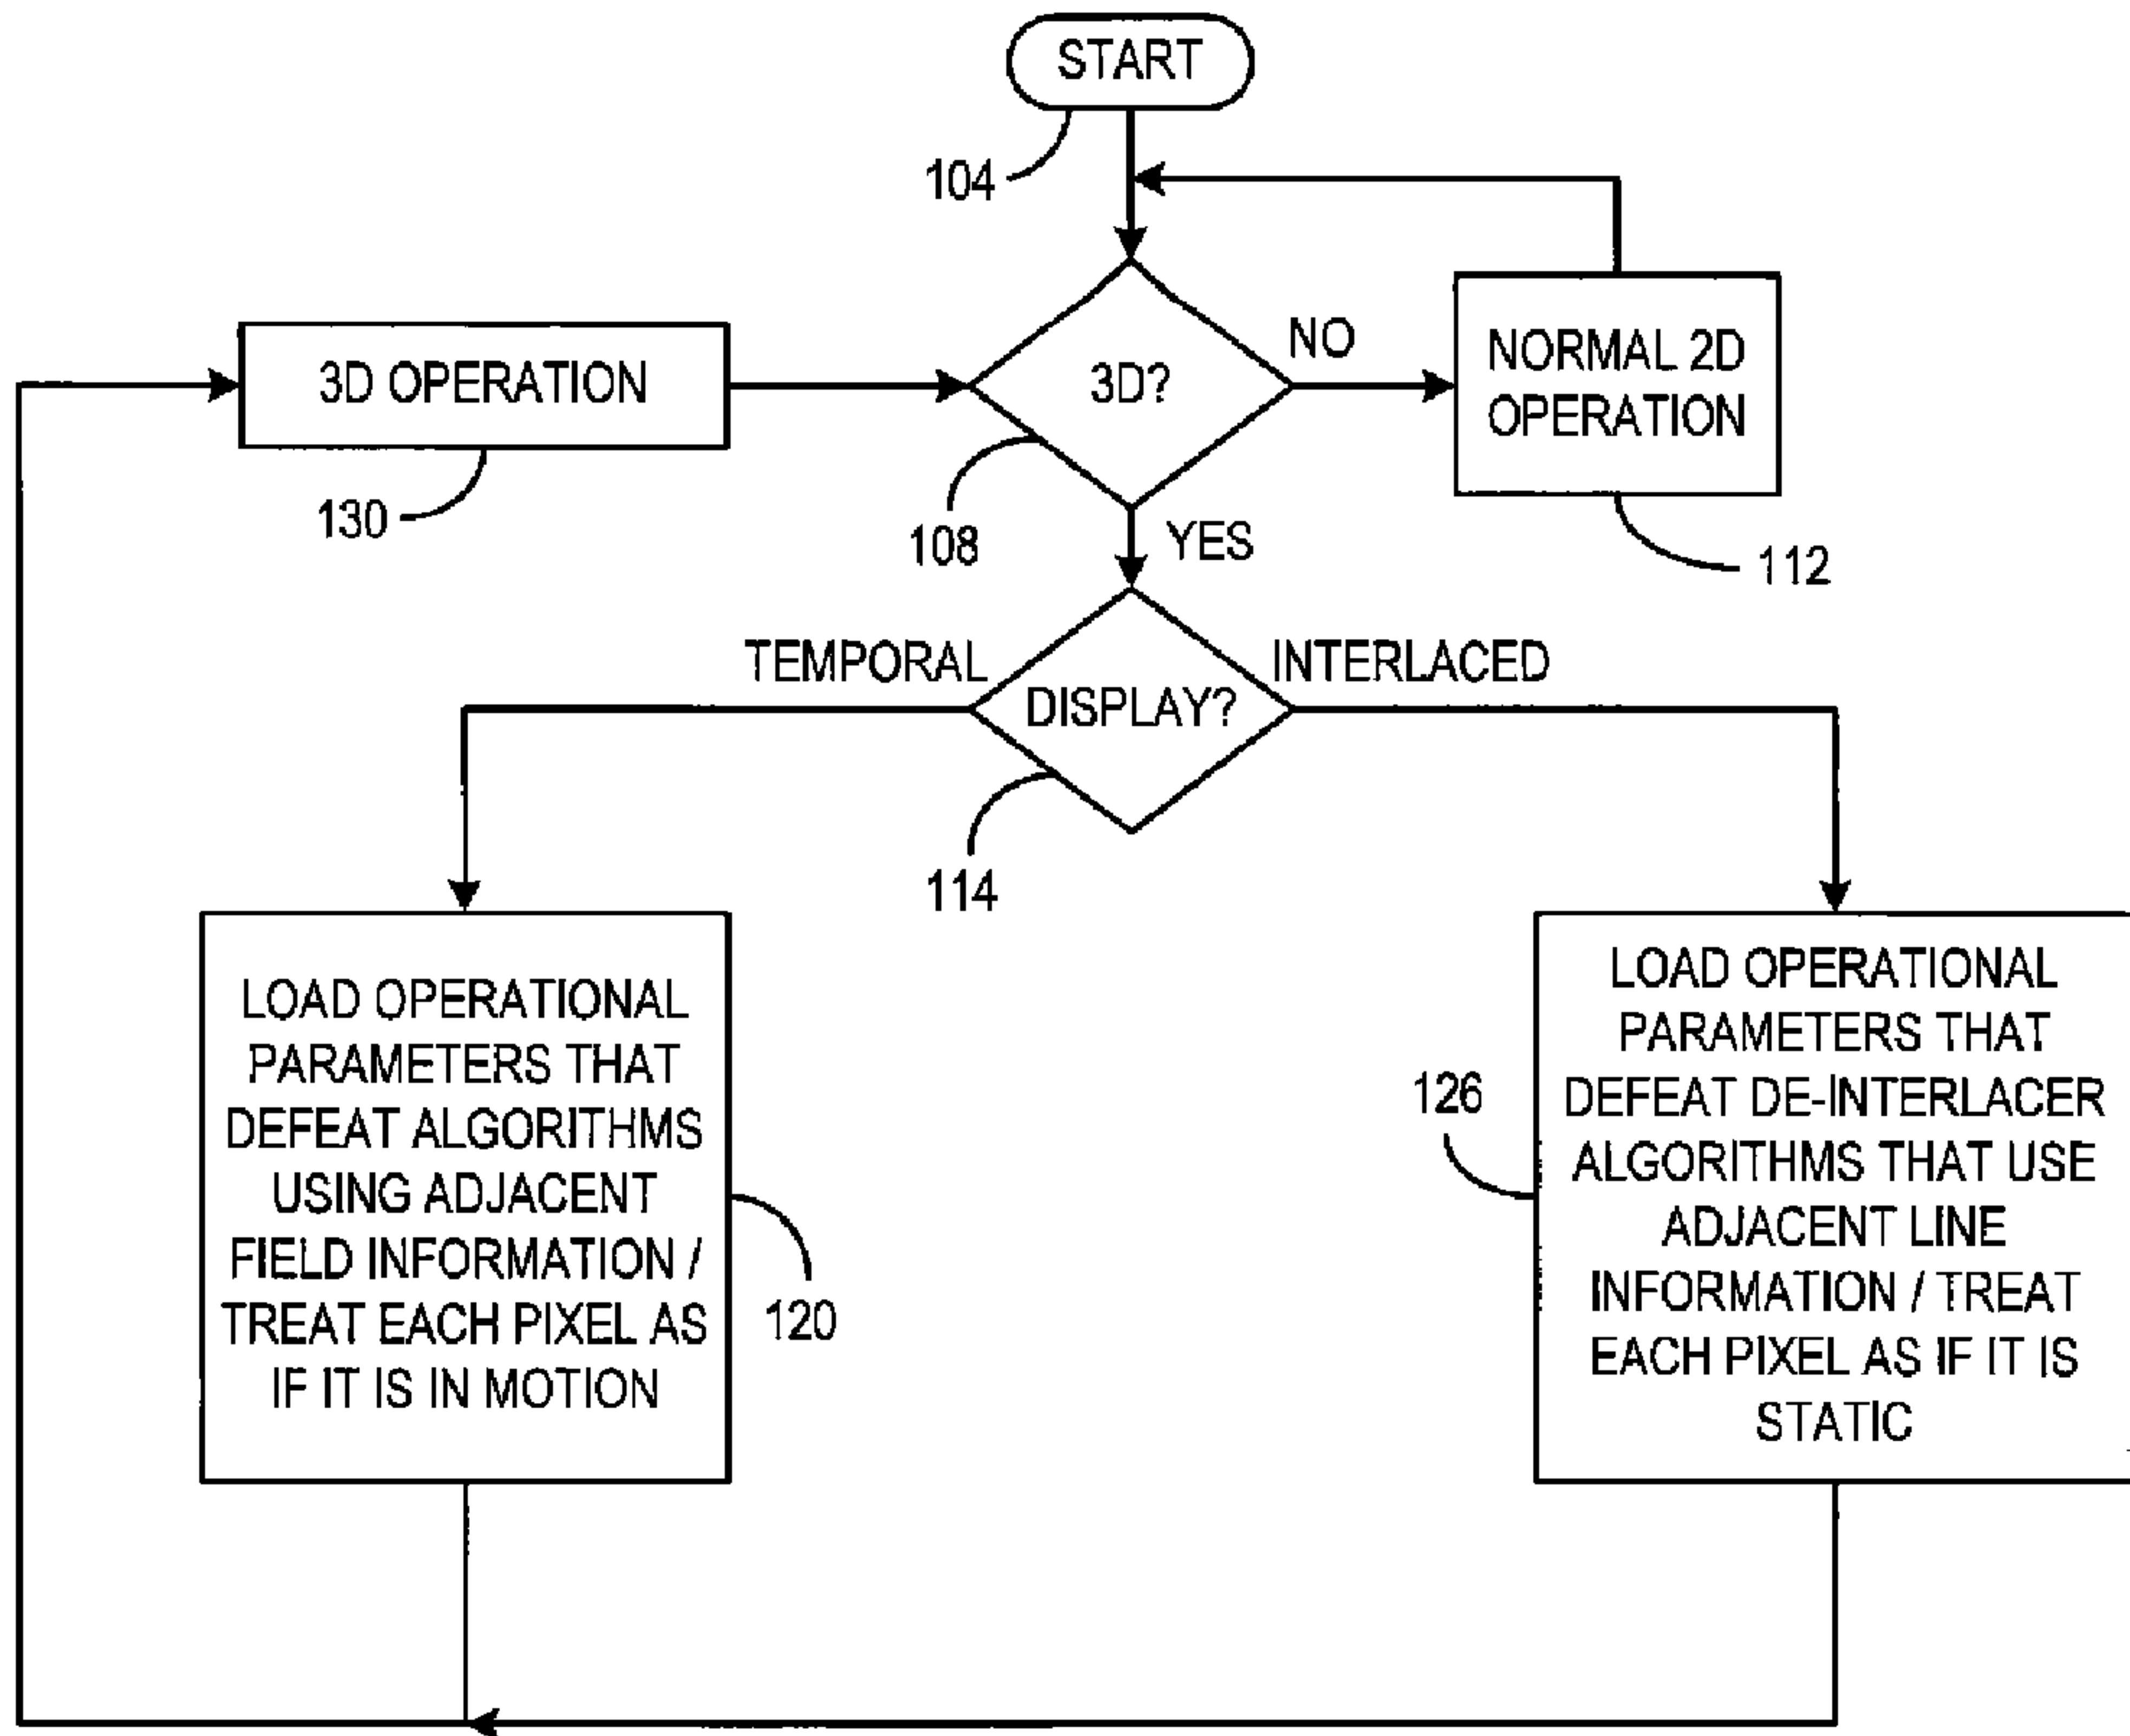 START
104
3D OPERATION
130
3D?
108
NO
NORMAL 2D
OPERATION
112
YES
TEMPORAL
DISPLAY?
INTERLACED
114
LOAD OPERATIONAL
PARAMETERS THAT
DEFEAT ALGORITHMS
USING ADJACENT
FIELD INFORMATION /
TREAT EACH PIXEL AS
IF IT IS IN MOTION
120
126
LOAD OPERATIONAL
PARAMETERS THAT
DEFEAT DE-INTERLACER
ALGORITHMS THAT USE
ADJACENT LINE
INFORMATION / TREAT
EACH PIXEL AS IF IT IS
STATIC